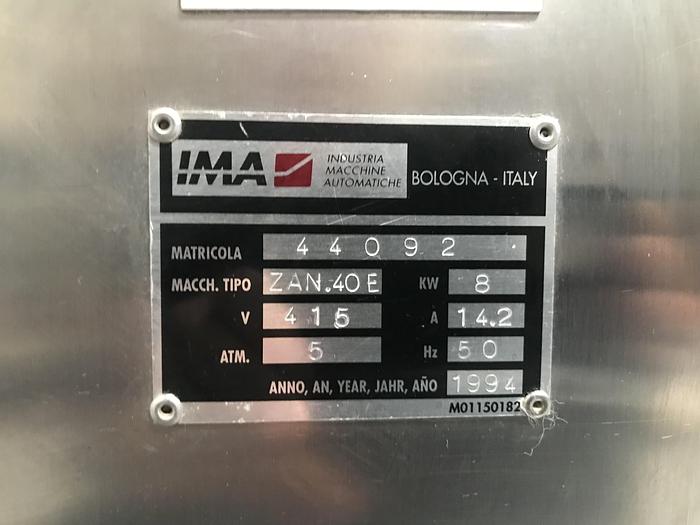 IMA INDUSTRIA
MACCHINE
AUTOMATICHE
BOLOGNA - ITALY
MATRICOLA 44092
MACCH. TIPO ZAN.40E KW 8
V 415 A 14.2
ATM. 5 Hz 50
ANNO, AN, YEAR, JAHR, AÑO 1994
M01150182